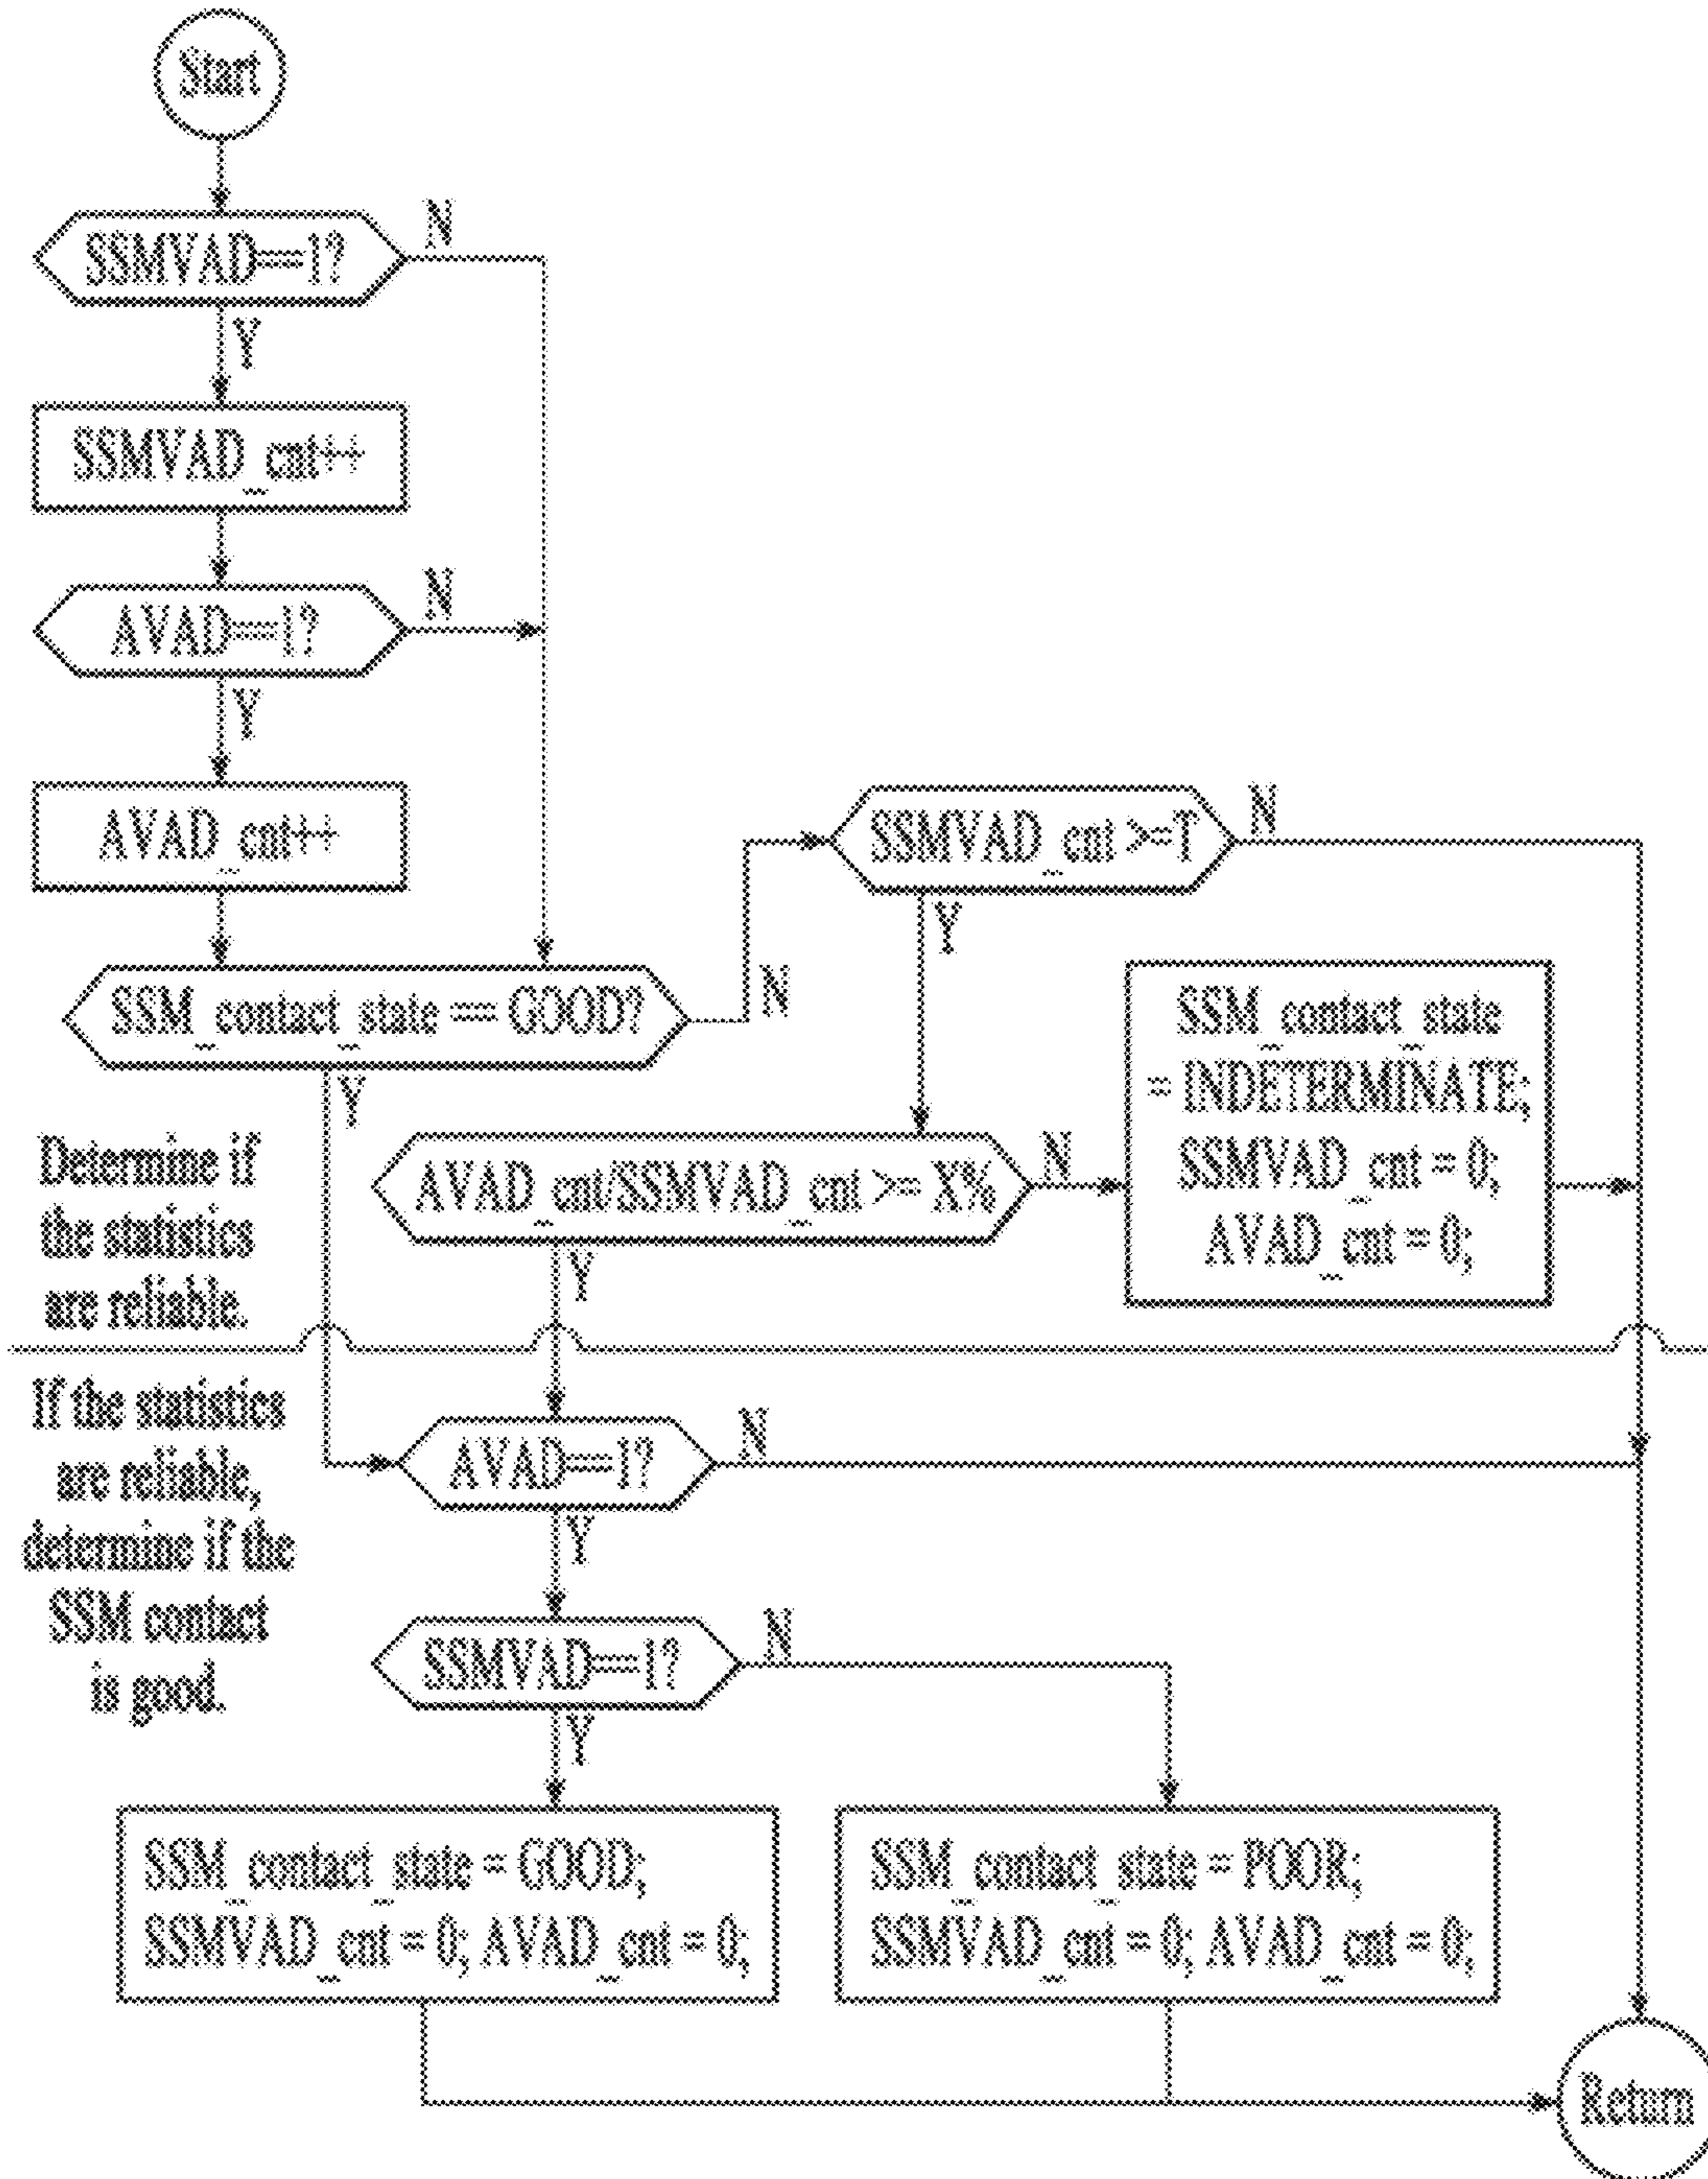 Start
SSMVAD==1?
N
Y
SSMVAD_cnt++
AVAD==1?
N
Y
AVAD_cnt++
SSMVAD_cnt >=T
N
Y
SSM_contact_state == GOOD?
N
Y
SSM_contact_state
= INDETERMINATE;
SSMVAD_cnt = 0;
AVAD_cnt = 0;
AVAD_cnt/SSMVAD_cnt >= X%
N
Y
Determine if
the statistics
are reliable.
If the statistics
are reliable,
determine if the
SSM contact
is good.
AVAD==1?
N
Y
SSMVAD==1?
N
Y
SSM_contact_state = GOOD;
SSMVAD_cnt = 0; AVAD_cnt = 0;
SSM_contact_state = POOR;
SSMVAD_cnt = 0; AVAD_cnt = 0;
Return